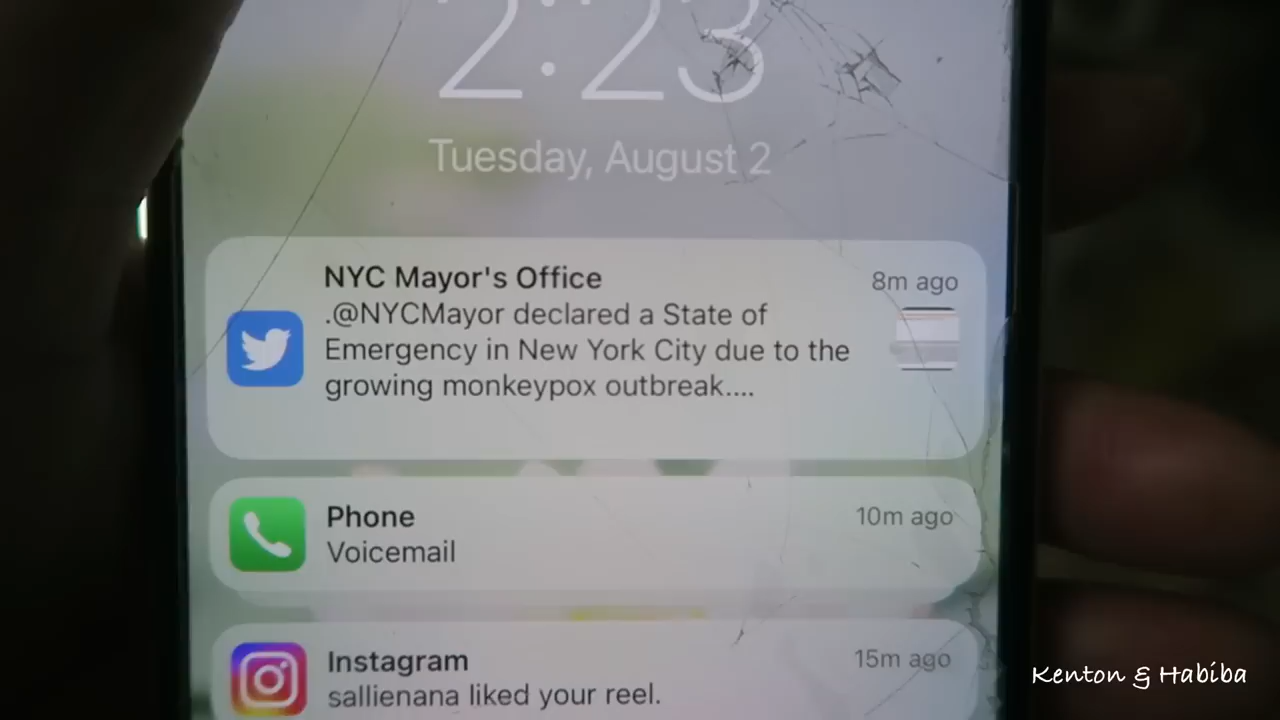 2:23
Tuesday, August 2
NYC Mayor's Office
8m ago
.@NYCMayor declared a State of
Emergency in New York City due to the
growing monkeypox outbreak....
Phone
10m ago
Voicemail
Instagram
15m ago
sallienana liked your reel.
Kenton & Habiba